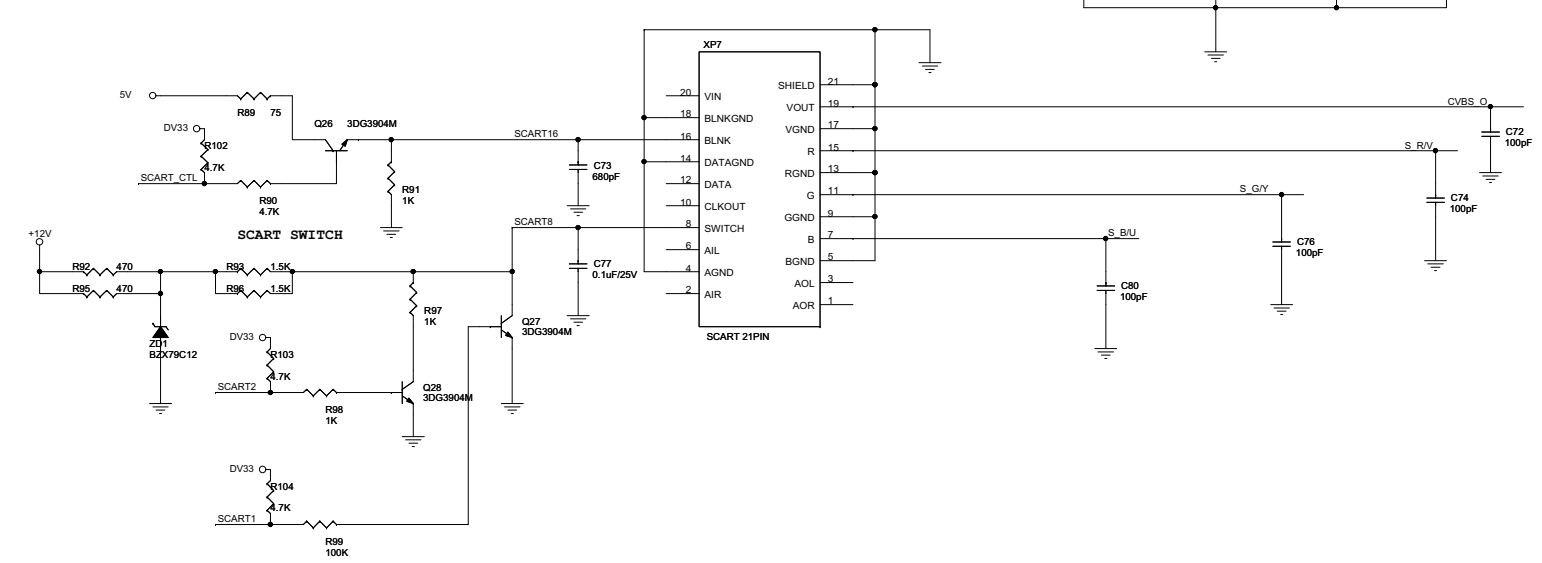 XP7
5V
R89 75
DV33
R102
4.7K
SCART_CTL
R90
4.7K
Q26 3DG3904M
SCART16
R91
1K
C73
680pF
SCART SWITCH
+12V
R92 470
R95 470
R93 1.5K
R96 1.5K
ZD1
BZX79C12
SCART8
C77
0.1uF/25V
R97
1K
Q27
3DG3904M
DV33
R103
4.7K
SCART2
R98
1K
Q28
3DG3904M
DV33
R104
4.7K
SCART1
R99
100K
20 VIN
18 BLNKGND
16 BLNK
14 DATAGND
12 DATA
10 CLKOUT
8 SWITCH
6 AIL
4 AGND
2 AIR
SHIELD 21
VOUT 19
VGND 17
R 15
RGND 13
G 11
GGND 9
B 7
BGND 5
AOL 3
AOR 1
SCART 21PIN
CVBS_O
C72
100pF
S_R/V
C74
100pF
S_G/Y
C76
100pF
S_B/U
C80
100pF